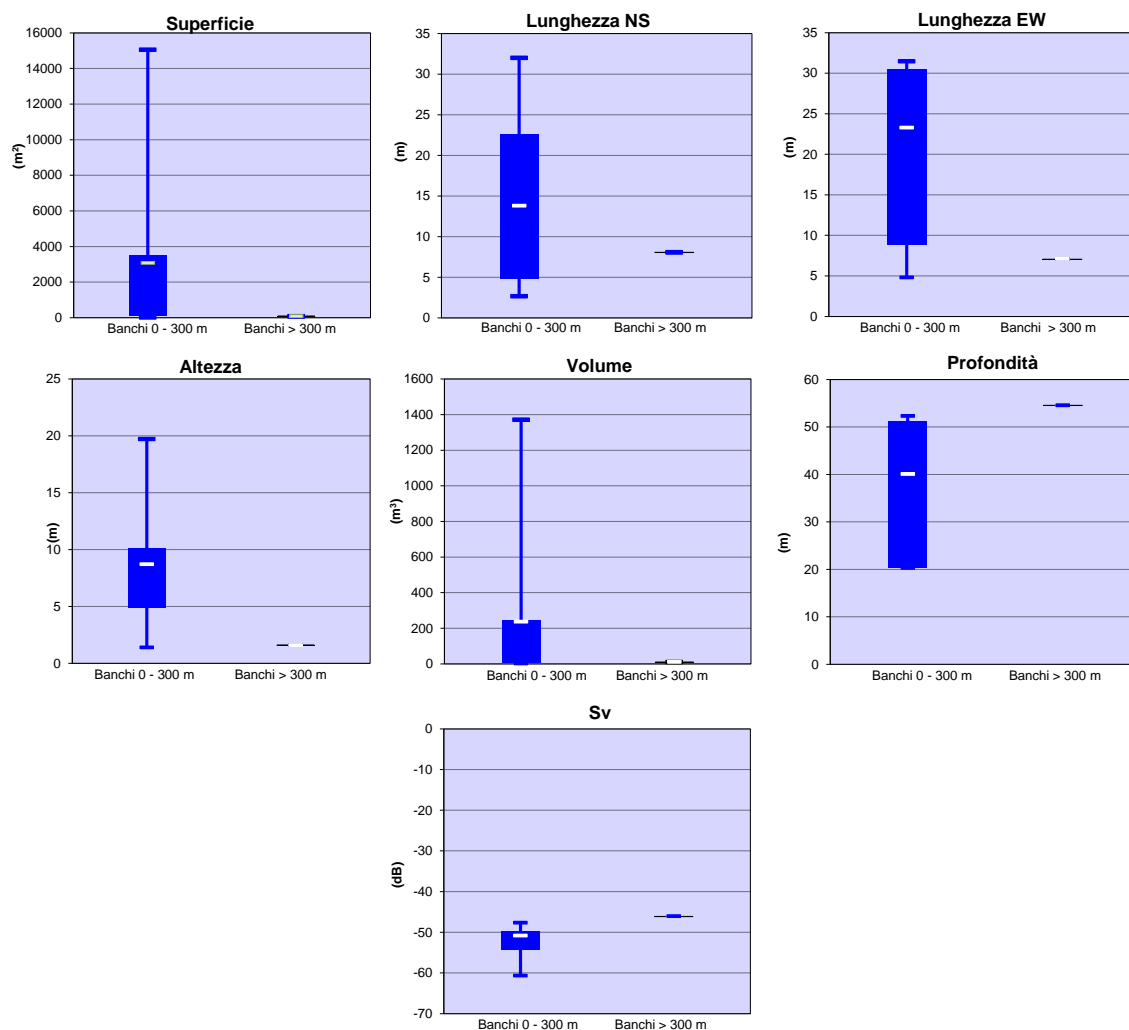 Superficie
(m²)
16000
14000
12000
10000
8000
6000
4000
2000
0
Banchi 0 - 300 m
Banchi > 300 m
Lunghezza NS
(m)
35
30
25
20
15
10
5
0
Banchi 0 - 300 m
Banchi > 300 m
Lunghezza EW
(m)
35
30
25
20
15
10
5
0
Banchi 0 - 300 m
Banchi > 300 m
Altezza
(m)
25
20
15
10
5
0
Banchi 0 - 300 m
Banchi > 300 m
Volume
(m³)
1600
1400
1200
1000
800
600
400
200
0
Banchi 0 - 300 m
Banchi > 300 m
Profondità
(m)
60
50
40
30
20
10
0
Banchi 0 - 300 m
Banchi > 300 m
Sv
(dB)
0
-10
-20
-30
-40
-50
-60
-70
Banchi 0 - 300 m
Banchi > 300 m